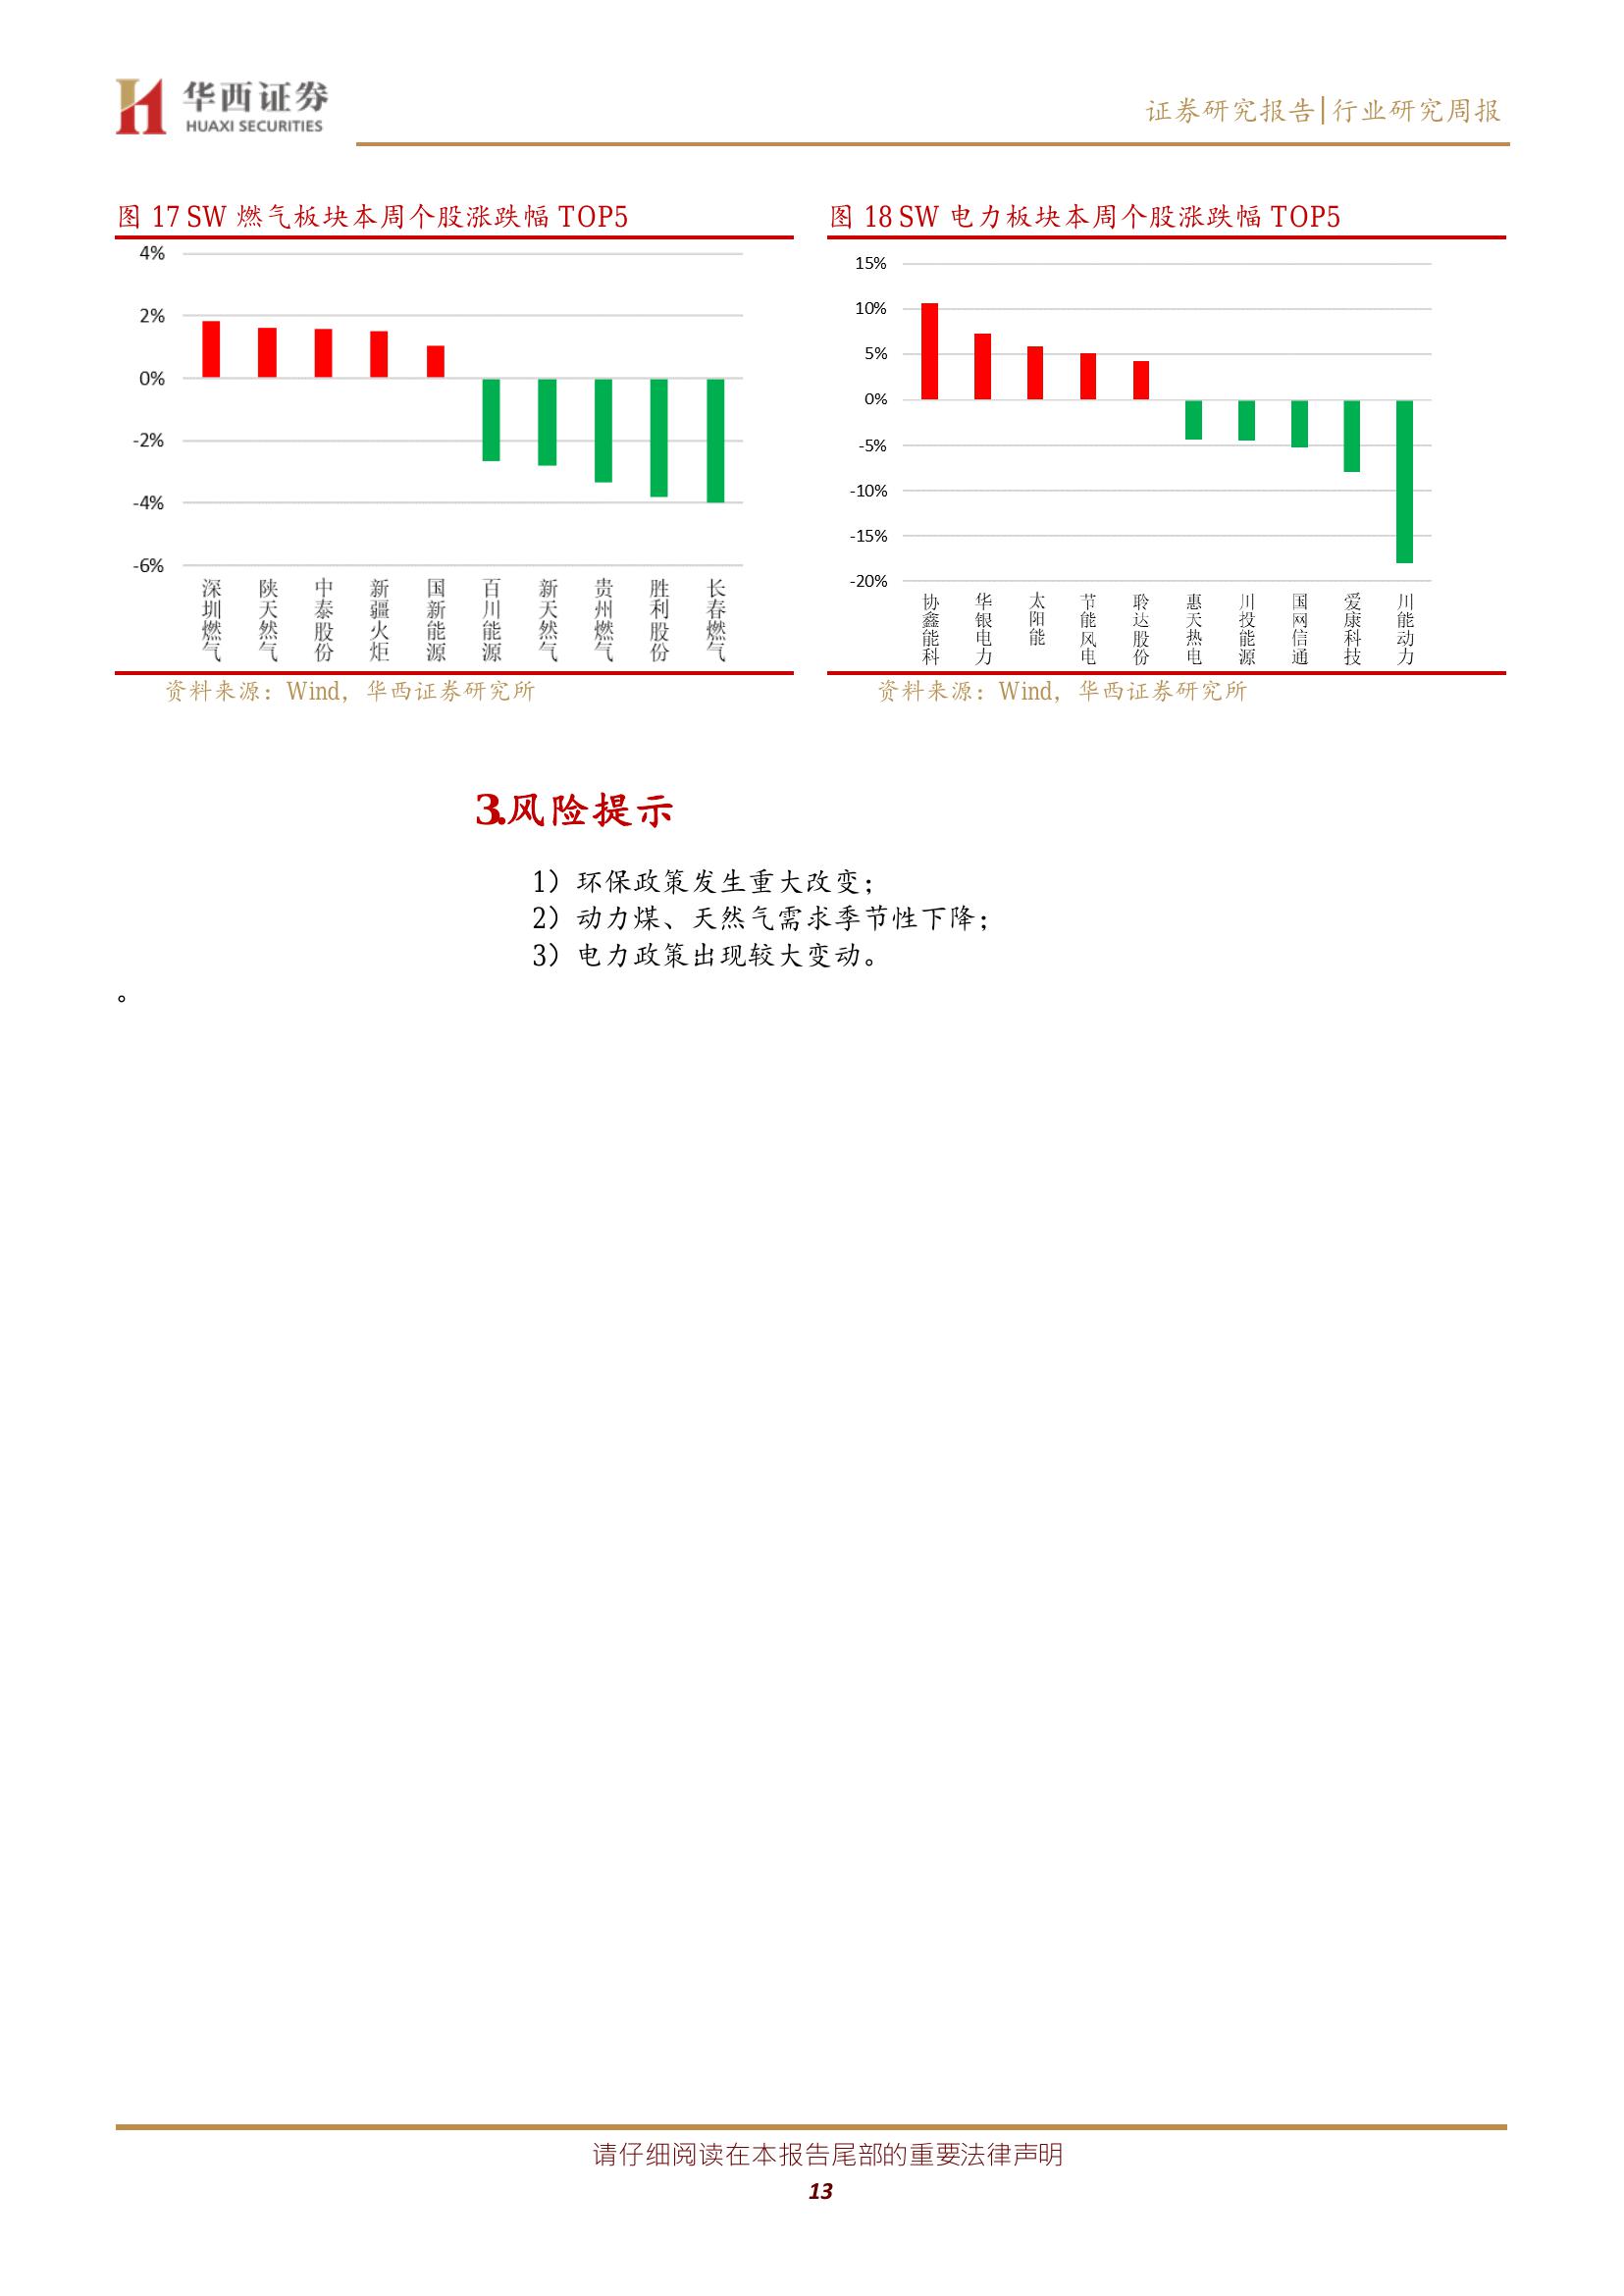 华西证券
HUAXI SECURITIES
证券研究报告|行业研究周报
图 17 SW 燃气板块本周个股涨跌幅 TOP5
4%
2%
0%
-2%
-4%
-6%
深圳燃气
陕天然气
中泰股份
新疆火炬
国新能源
百川能源
新天然气
贵州燃气
胜利股份
长春燃气
资料来源：Wind，华西证券研究所
图 18 SW 电力板块本周个股涨跌幅 TOP5
15%
10%
5%
0%
-5%
-10%
-15%
-20%
协鑫能科
华银电力
太阳能
节能风电
聆达股份
惠天热电
川投能源
国网信通
爱康科技
川能动力
资料来源：Wind，华西证券研究所
3.风险提示
1）环保政策发生重大改变；
2）动力煤、天然气需求季节性下降；
3）电力政策出现较大变动。
。
请仔细阅读在本报告尾部的重要法律声明
13